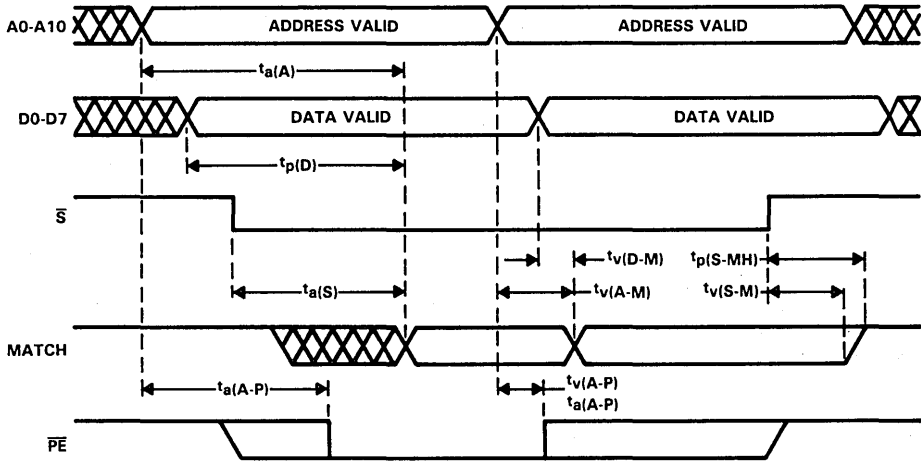 A0-A10 ADDRESS VALID ADDRESS VALID
ta(A)
D0-D7 DATA VALID DATA VALID
tp(D)
S̅
tv(D-M) tp(S-MH)
ta(S) tv(A-M) tv(S-M)
MATCH
ta(A-P) tv(A-P)
ta(A-P)
P̅E̅